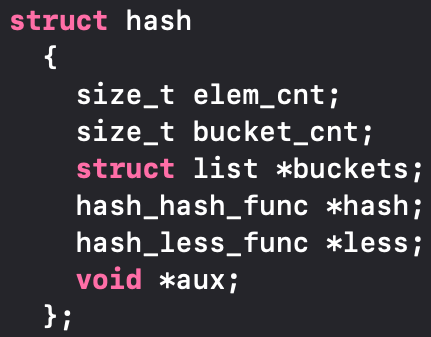 struct hash
  {
    size_t elem_cnt;
    size_t bucket_cnt;
    struct list *buckets;
    hash_hash_func *hash;
    hash_less_func *less;
    void *aux;
  };